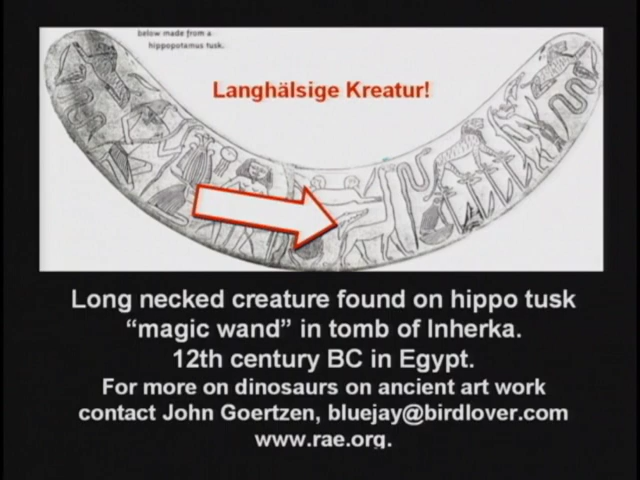 below made from a
hippopotamus tusk.
Langhälsige Kreatur!
Long necked creature found on hippo tusk
“magic wand” in tomb of Inherka.
12th century BC in Egypt.
For more on dinosaurs on ancient art work
contact John Goertzen, bluejay@birdlover.com
www.rae.org.